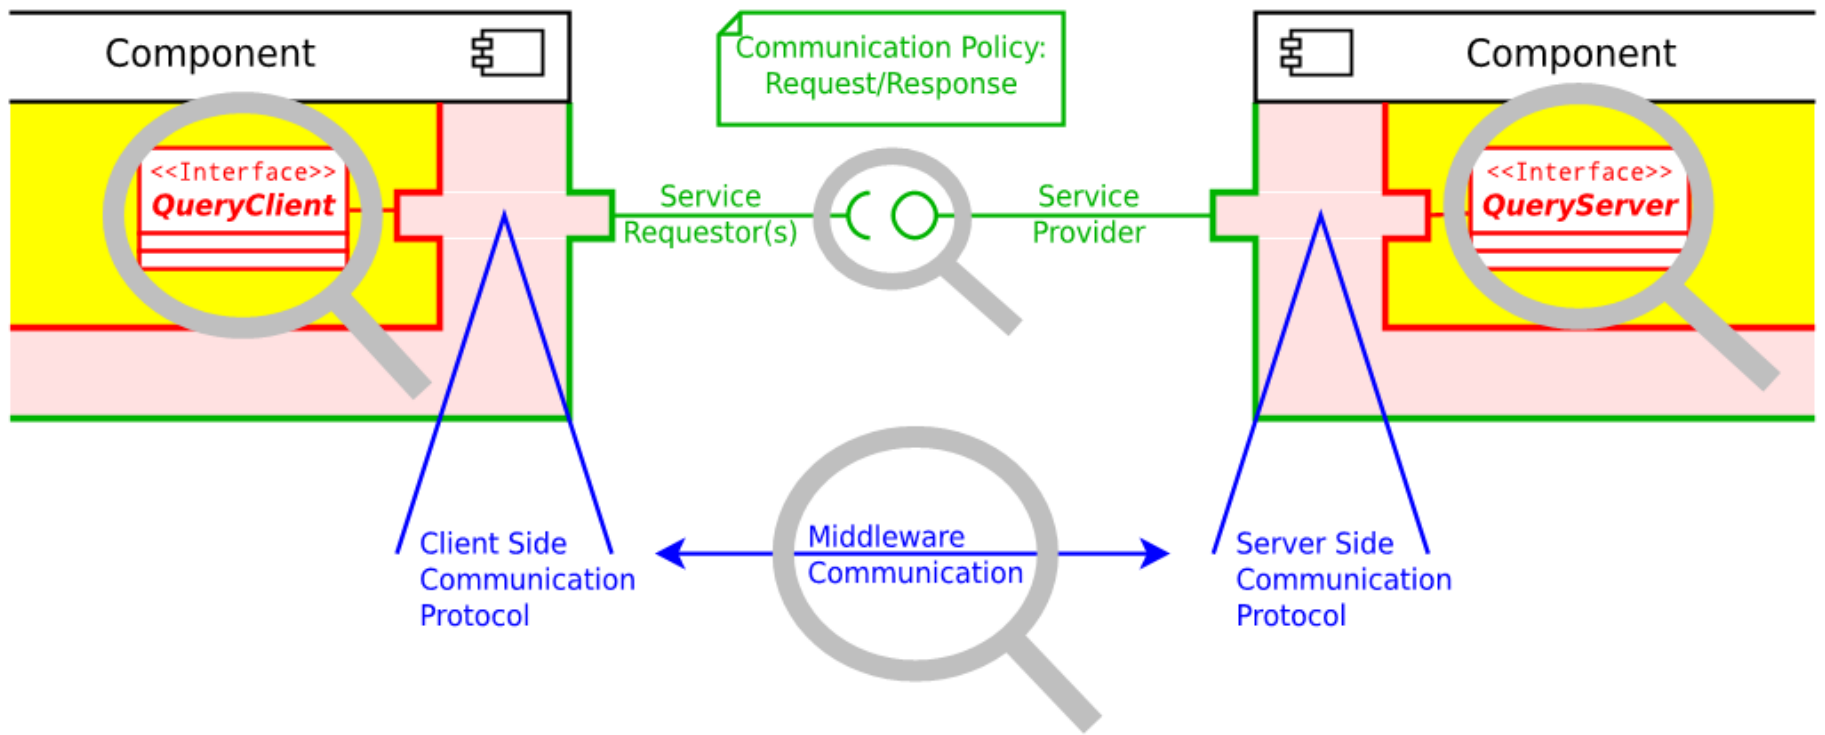 Component
Communication Policy:
Request/Response
Component
<<Interface>>
QueryClient
Service
Requestor(s)
Service
Provider
<<Interface>>
QueryServer
Client Side
Communication
Protocol
Middleware
Communication
Server Side
Communication
Protocol